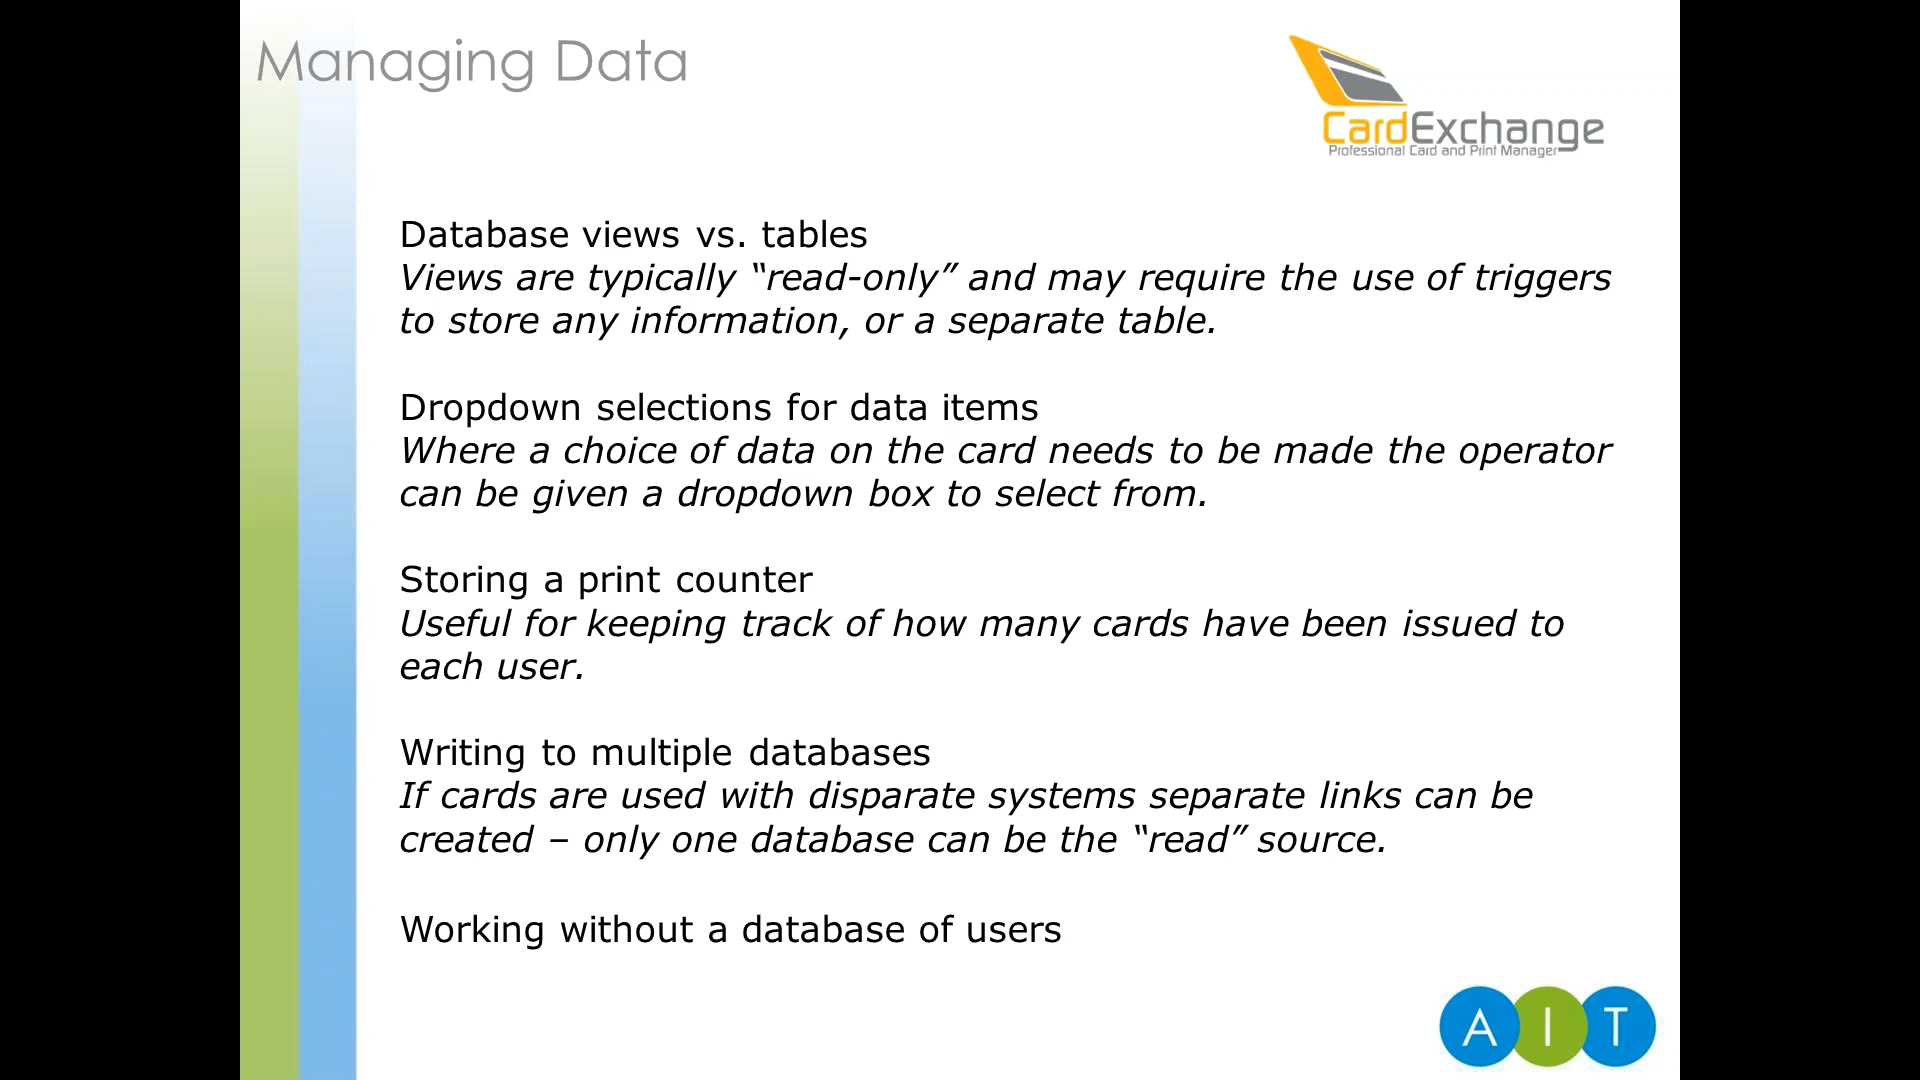 Managing Data
CardExchange
Professional Card and Print Manager
Database views vs. tables
Views are typically “read-only” and may require the use of triggers
to store any information, or a separate table.
Dropdown selections for data items
Where a choice of data on the card needs to be made the operator
can be given a dropdown box to select from.
Storing a print counter
Useful for keeping track of how many cards have been issued to
each user.
Writing to multiple databases
If cards are used with disparate systems separate links can be
created – only one database can be the “read” source.
Working without a database of users
A I T